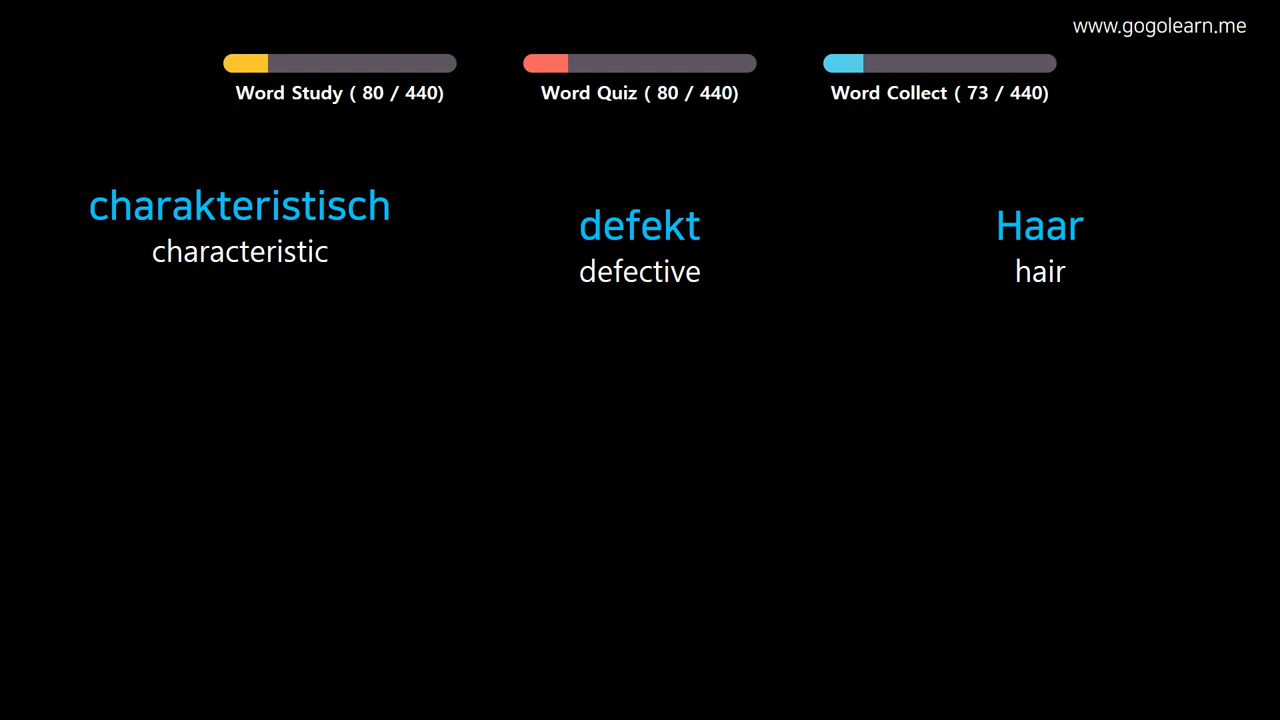 www.gogolearn.me
Word Study ( 80 / 440)
Word Quiz ( 80 / 440)
Word Collect ( 73 / 440)
charakteristisch
characteristic
defekt
defective
Haar
hair